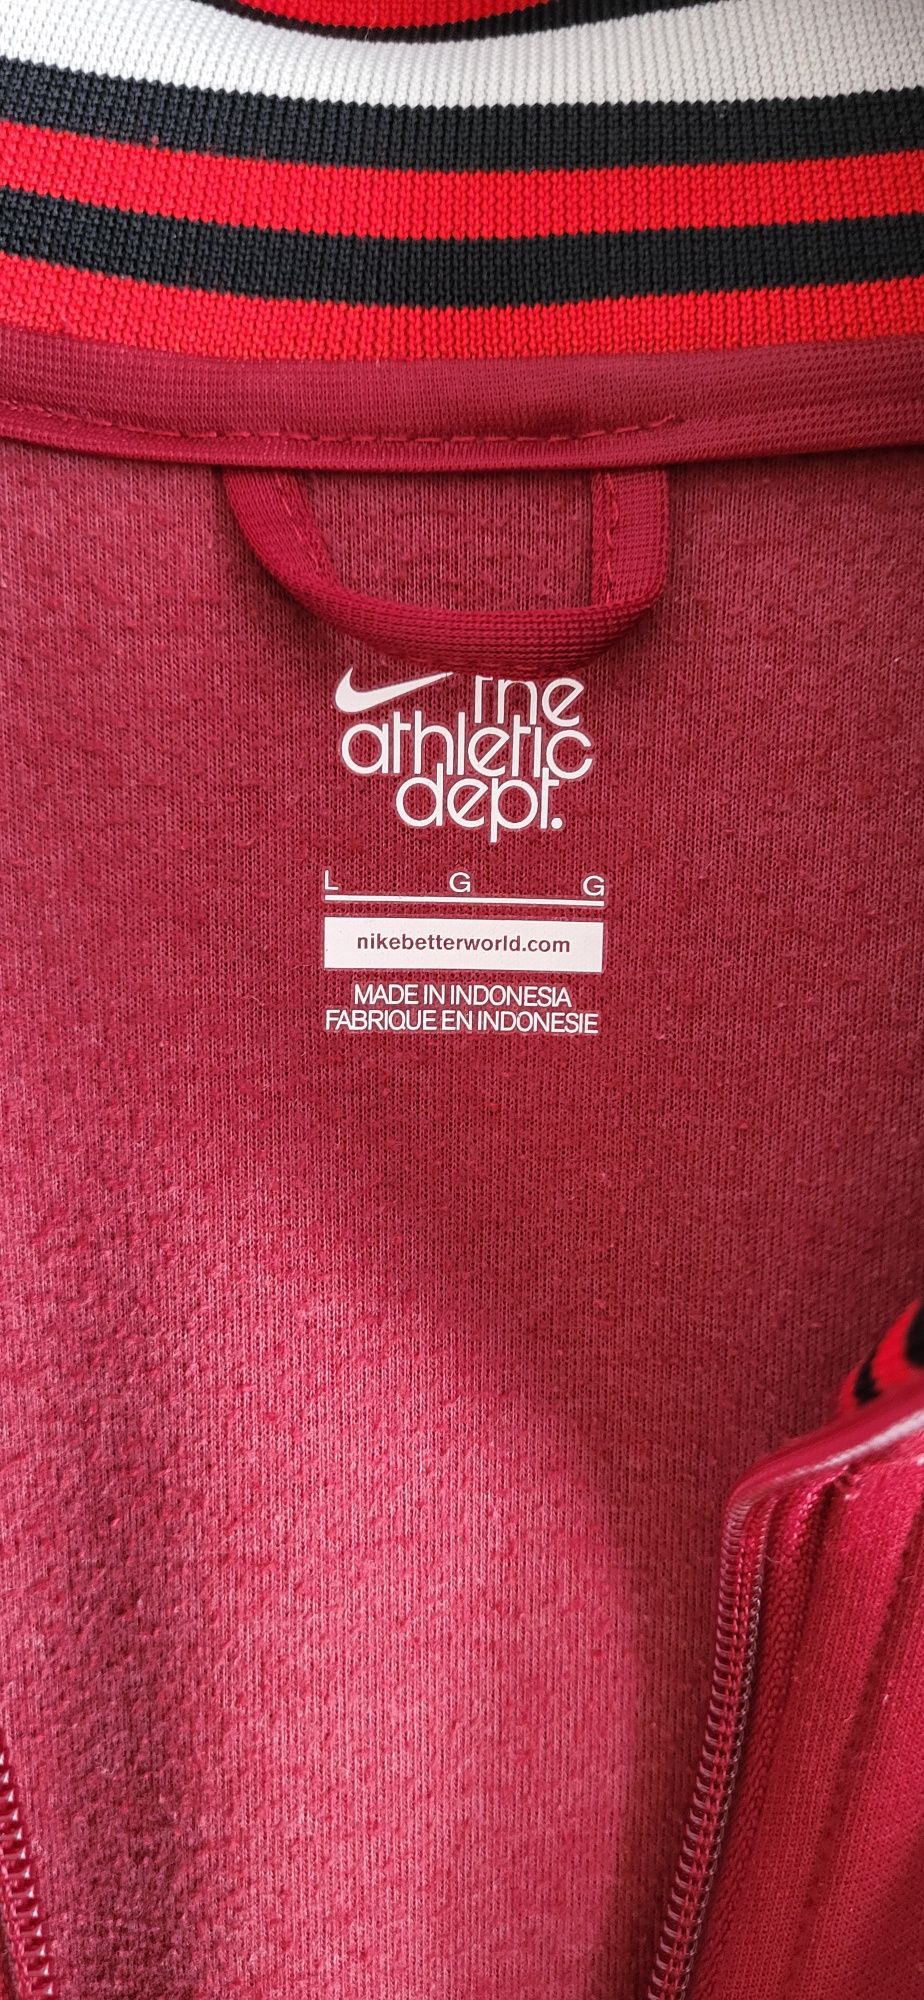 The
athletic
dept.
L G G
nikebetterworld.com
MADE IN INDONESIA
FABRIQUE EN INDONESIE